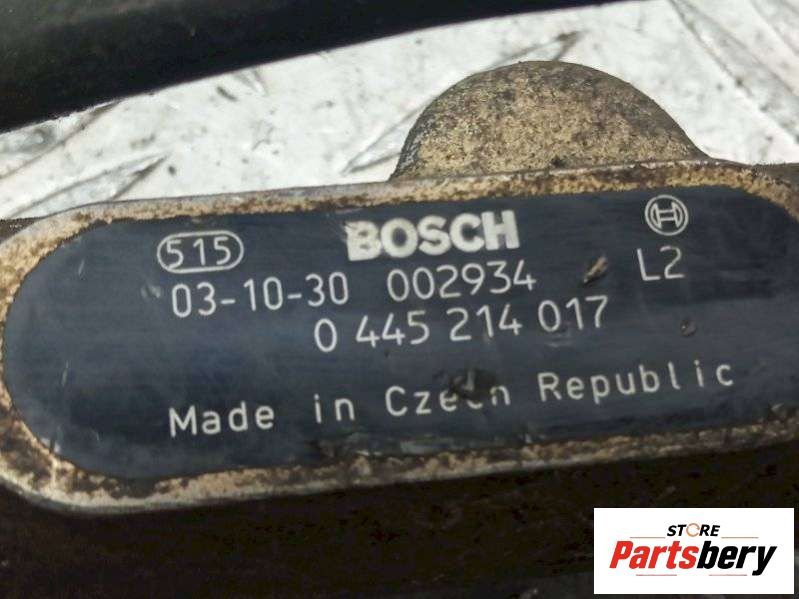 515 BOSCH
03-10-30 002934 L2
0 445 214 017
Made in Czech Republic
STORE
Partsbery